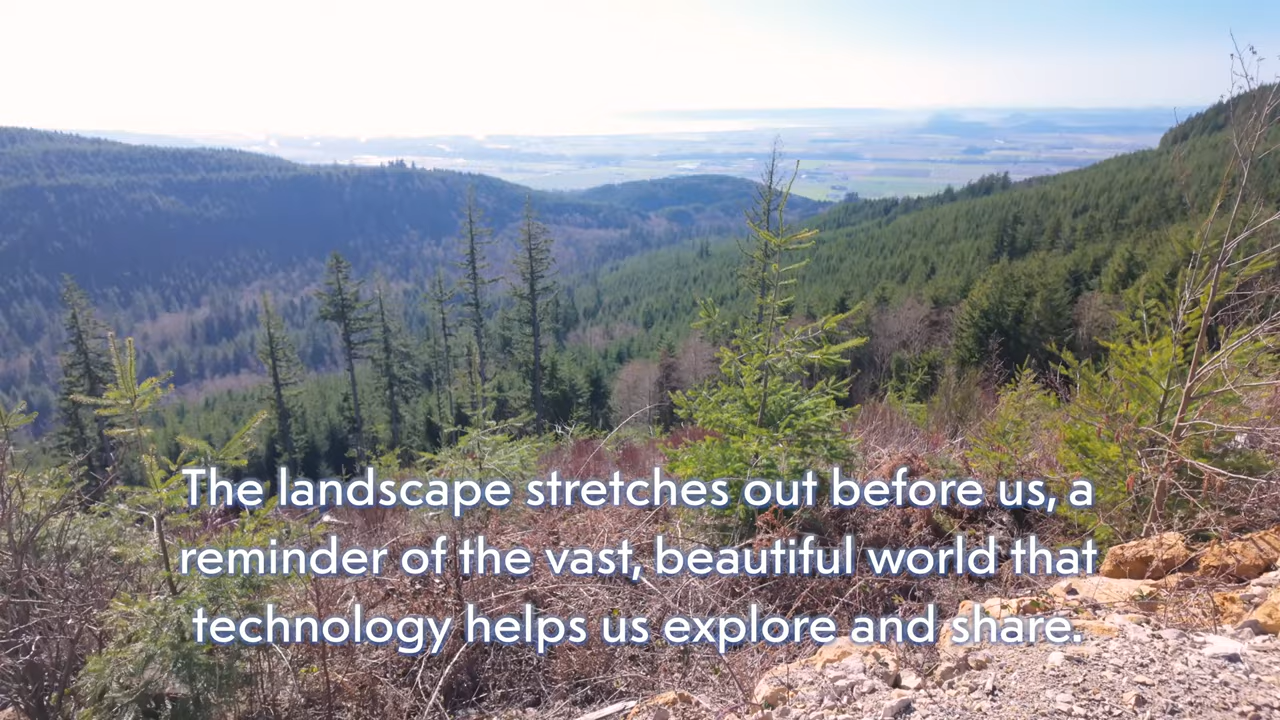 The landscape stretches out before us, a
reminder of the vast, beautiful world that
technology helps us explore and share.